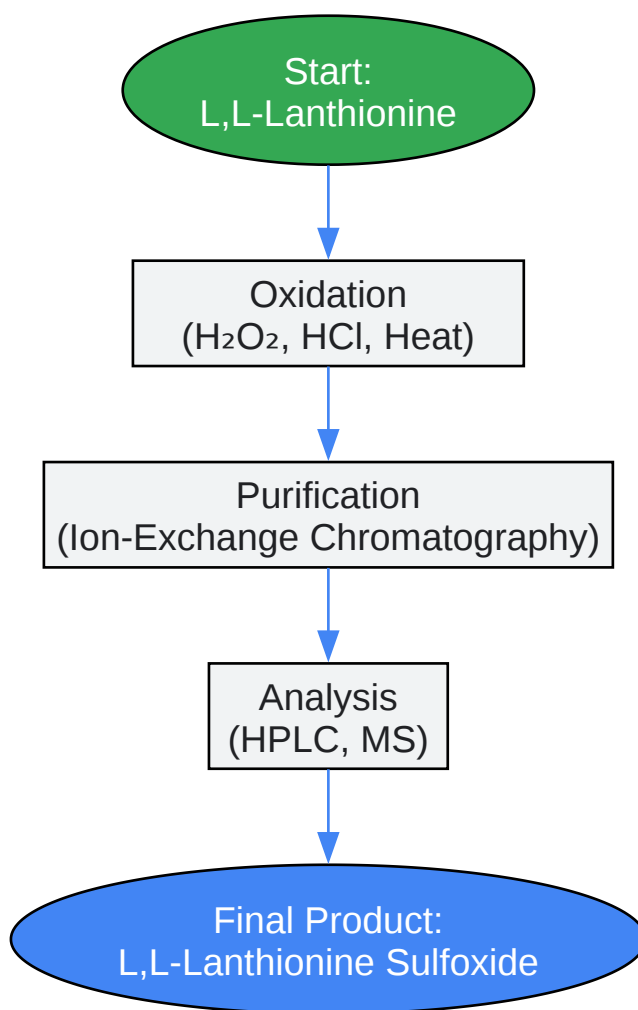 Start:
L,L-Lanthionine
Oxidation
(H₂O₂, HCl, Heat)
Purification
(Ion-Exchange Chromatography)
Analysis
(HPLC, MS)
Final Product:
L,L-Lanthionine Sulfoxide